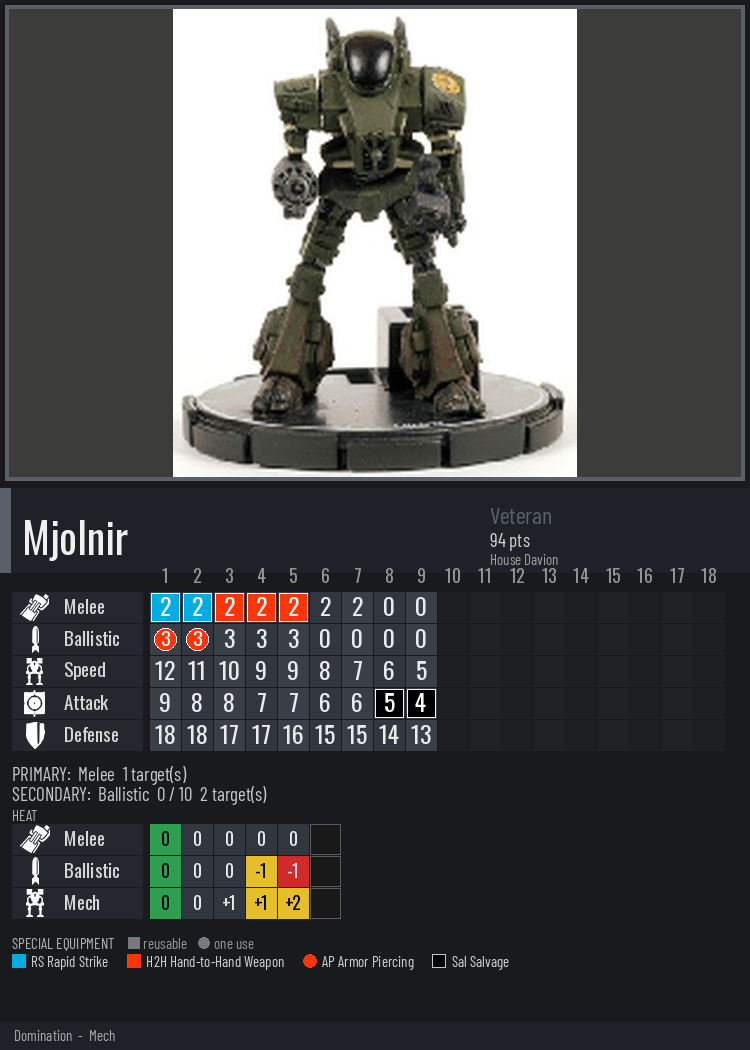 Mjolnir
Veteran
94 pts
House Davion
1 2 3 4 5 6 7 8 9 10 11 12 13 14 15 16 17 18
Melee 2 2 2 2 2 2 2 0 0
Ballistic 3 3 3 3 3 0 0 0 0
Speed 12 11 10 9 9 8 7 6 5
Attack 9 8 8 7 7 6 6 5 4
Defense 18 18 17 17 16 15 15 14 13
PRIMARY: Melee 1 target(s)
SECONDARY: Ballistic 0 / 10 2 target(s)
HEAT
Melee 0 0 0 0 0
Ballistic 0 0 0 -1 -1
Mech 0 0 +1 +1 +2
SPECIAL EQUIPMENT reusable one use
RS Rapid Strike H2H Hand-to-Hand Weapon AP Armor Piercing Sal Salvage
Domination - Mech